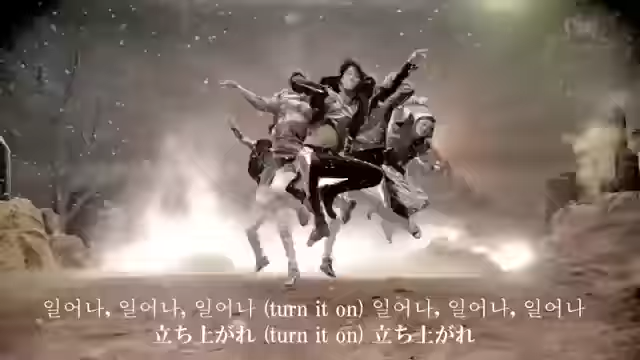 일어나, 일어나, 일어나 (turn it on) 일어나, 일어나, 일어나
立ち上がれ (turn it on) 立ち上がれ